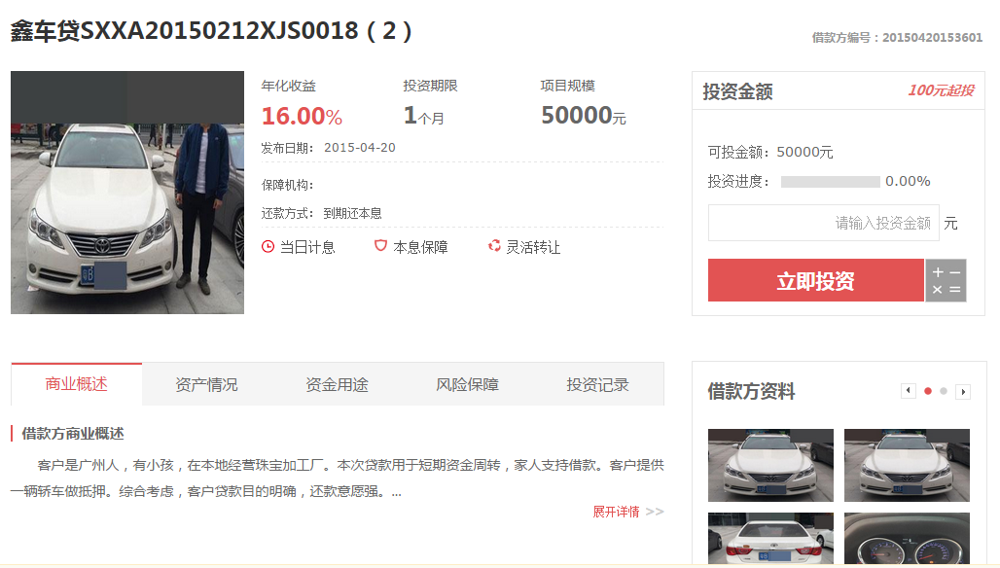 鑫车贷SXXA20150212XJS0018（2）
借款方编号：20150420153601
年化收益
投资期限
项目规模
16.00%
1个月
50000元
发布日期： 2015-04-20
保障机构：
还款方式： 到期还本息
当日计息
本息保障
灵活转让
投资金额
100元起投
可投金额：50000元
投资进度： 0.00%
请输入投资金额 元
立即投资
商业概述
资产情况
资金用途
风险保障
投资记录
借款方商业概述
客户是广州人，有小孩，在本地经营珠宝加工厂。本次贷款用于短期资金周转，家人支持借款。客户提供
一辆轿车做抵押。综合考虑，客户贷款目的明确，还款意愿强。...
展开详情 >>
借款方资料
粤B